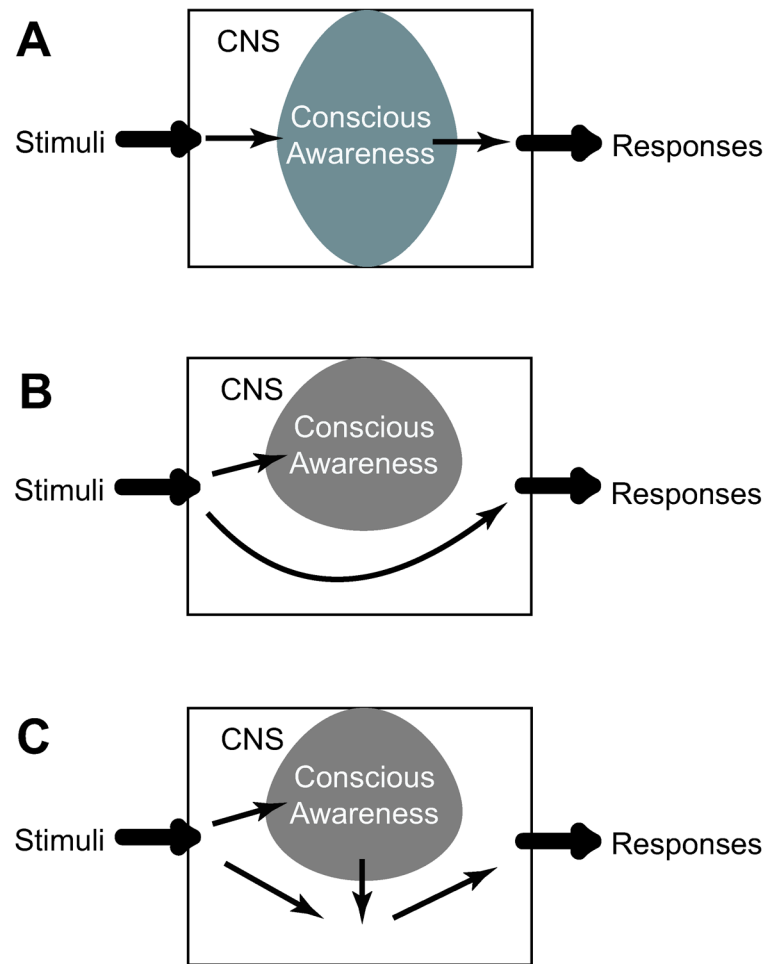 A
CNS
Stimuli
Conscious
Awareness
Responses
B
CNS
Stimuli
Conscious
Awareness
Responses
C
CNS
Stimuli
Conscious
Awareness
Responses